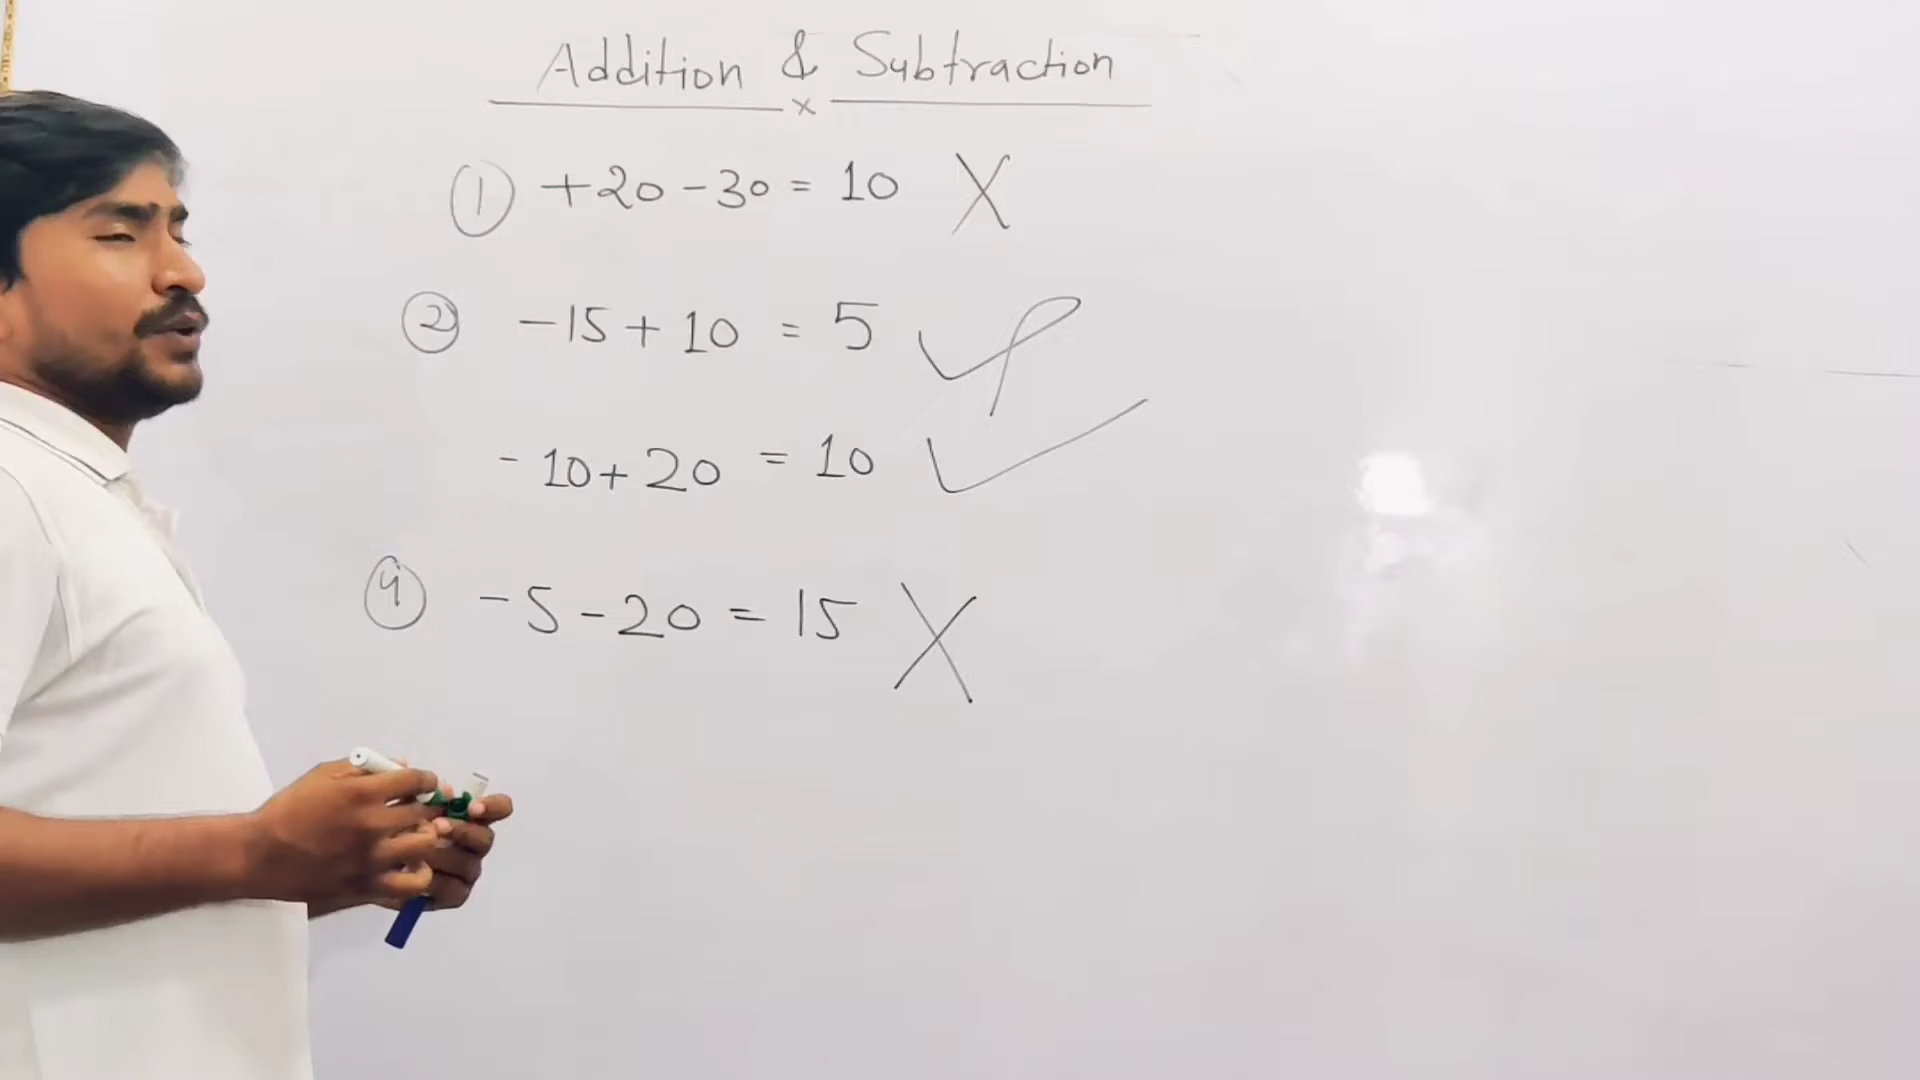 Addition & Subtraction
x
① +20-30 = 10 X
② -15+10 = 5 ✓
-10+20 = 10 ✓
④ -5-20 = 15 X